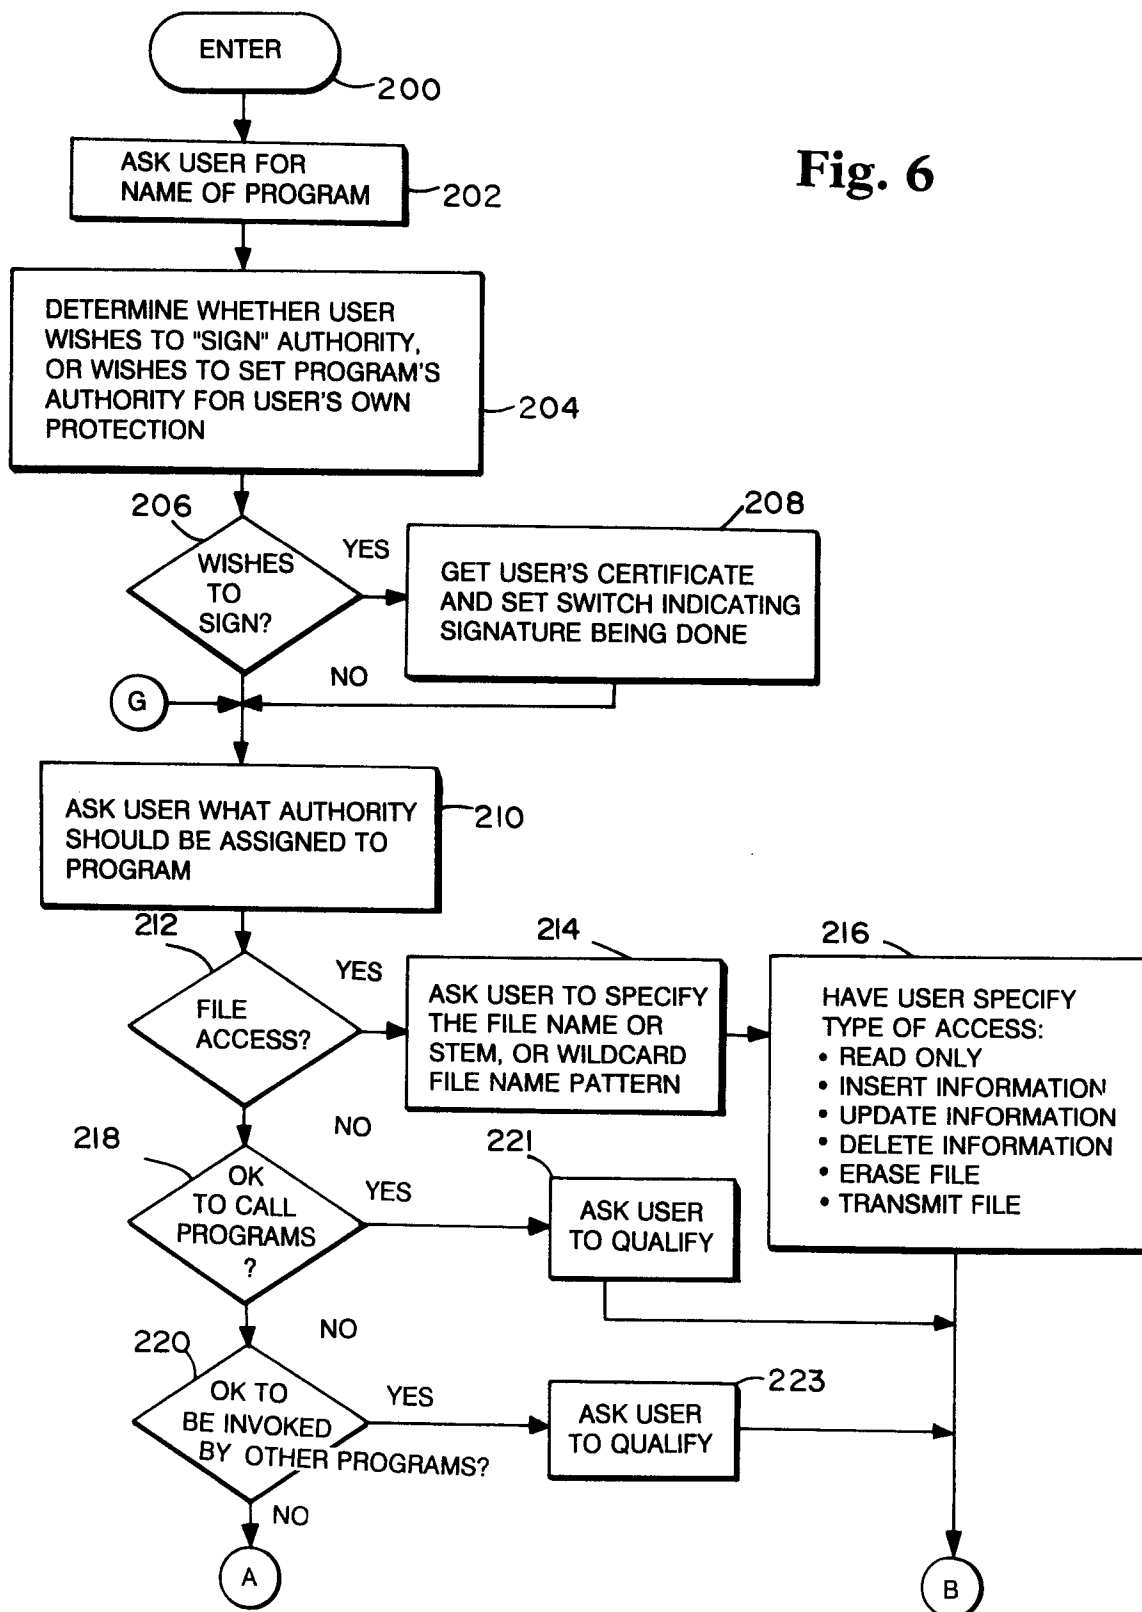 ENTER
200
Fig. 6
ASK USER FOR
NAME OF PROGRAM
202
DETERMINE WHETHER USER
WISHES TO "SIGN" AUTHORITY,
OR WISHES TO SET PROGRAM'S
AUTHORITY FOR USER'S OWN
PROTECTION
204
206
WISHES
TO
SIGN?
YES
208
GET USER'S CERTIFICATE
AND SET SWITCH INDICATING
SIGNATURE BEING DONE
NO
G
ASK USER WHAT AUTHORITY
SHOULD BE ASSIGNED TO
PROGRAM
210
212
FILE
ACCESS?
YES
214
ASK USER TO SPECIFY
THE FILE NAME OR
STEM, OR WILDCARD
FILE NAME PATTERN
216
HAVE USER SPECIFY
TYPE OF ACCESS:
• READ ONLY
• INSERT INFORMATION
• UPDATE INFORMATION
• DELETE INFORMATION
• ERASE FILE
• TRANSMIT FILE
NO
218
OK
TO CALL
PROGRAMS
?
YES
221
ASK USER
TO QUALIFY
NO
220
OK TO
BE INVOKED
BY OTHER PROGRAMS?
YES
223
ASK USER
TO QUALIFY
NO
A
B